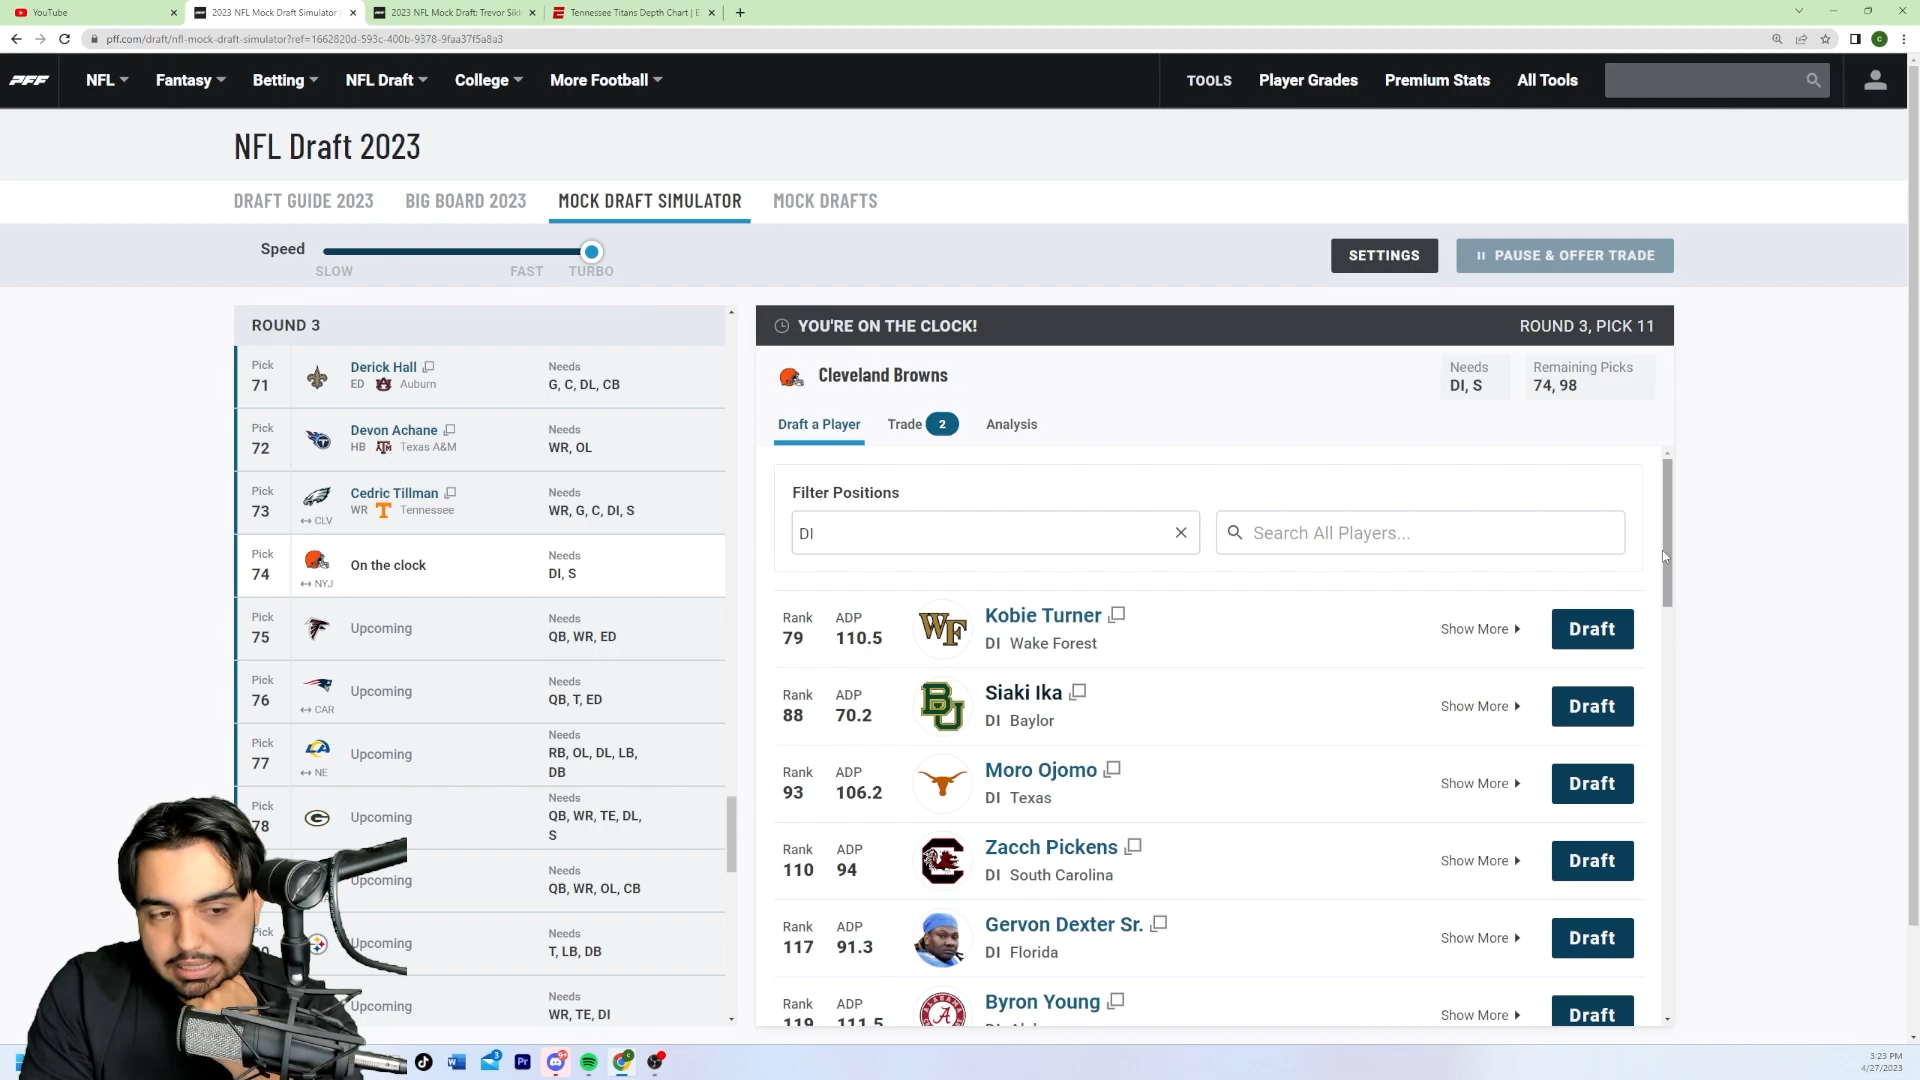 YouTube
2023 NFL Mock Draft Simulator |
2023 NFL Mock Draft: Trevor Sik
Tennessee Titans Depth Chart | E
pff.com/draft/nfl-mock-draft-simulator?ref=1662820d-593c-400b-9378-9faa37f5a8a3
PFF
NFL
Fantasy
Betting
NFL Draft
College
More Football
TOOLS
Player Grades
Premium Stats
All Tools
NFL Draft 2023
DRAFT GUIDE 2023
BIG BOARD 2023
MOCK DRAFT SIMULATOR
MOCK DRAFTS
Speed
SLOW
FAST
TURBO
SETTINGS
PAUSE & OFFER TRADE
ROUND 3
Pick
71
Derick Hall
ED Auburn
Needs
G, C, DL, CB
Pick
72
Devon Achane
HB Texas A&M
Needs
WR, OL
Pick
73
CLV
Cedric Tillman
WR Tennessee
Needs
WR, G, C, DI, S
Pick
74
NYJ
On the clock
Needs
DI, S
Pick
75
Upcoming
Needs
QB, WR, ED
Pick
76
CAR
Upcoming
Needs
QB, T, ED
Pick
77
NE
Upcoming
Needs
RB, OL, DL, LB,
DB
Pick
78
Upcoming
Needs
QB, WR, TE, DL,
S
Upcoming
Needs
QB, WR, OL, CB
Upcoming
Needs
T, LB, DB
Upcoming
Needs
WR, TE, DI
YOU'RE ON THE CLOCK!
ROUND 3, PICK 11
Cleveland Browns
Needs
DI, S
Remaining Picks
74, 98
Draft a Player
Trade 2
Analysis
Filter Positions
DI
Search All Players...
Rank
79
ADP
110.5
Kobie Turner
DI Wake Forest
Show More
Draft
Rank
88
ADP
70.2
Siaki Ika
DI Baylor
Show More
Draft
Rank
93
ADP
106.2
Moro Ojomo
DI Texas
Show More
Draft
Rank
110
ADP
94
Zacch Pickens
DI South Carolina
Show More
Draft
Rank
117
ADP
91.3
Gervon Dexter Sr.
DI Florida
Show More
Draft
Rank
119
ADP
111.5
Byron Young
Show More
Draft
3:23 PM
4/27/2023